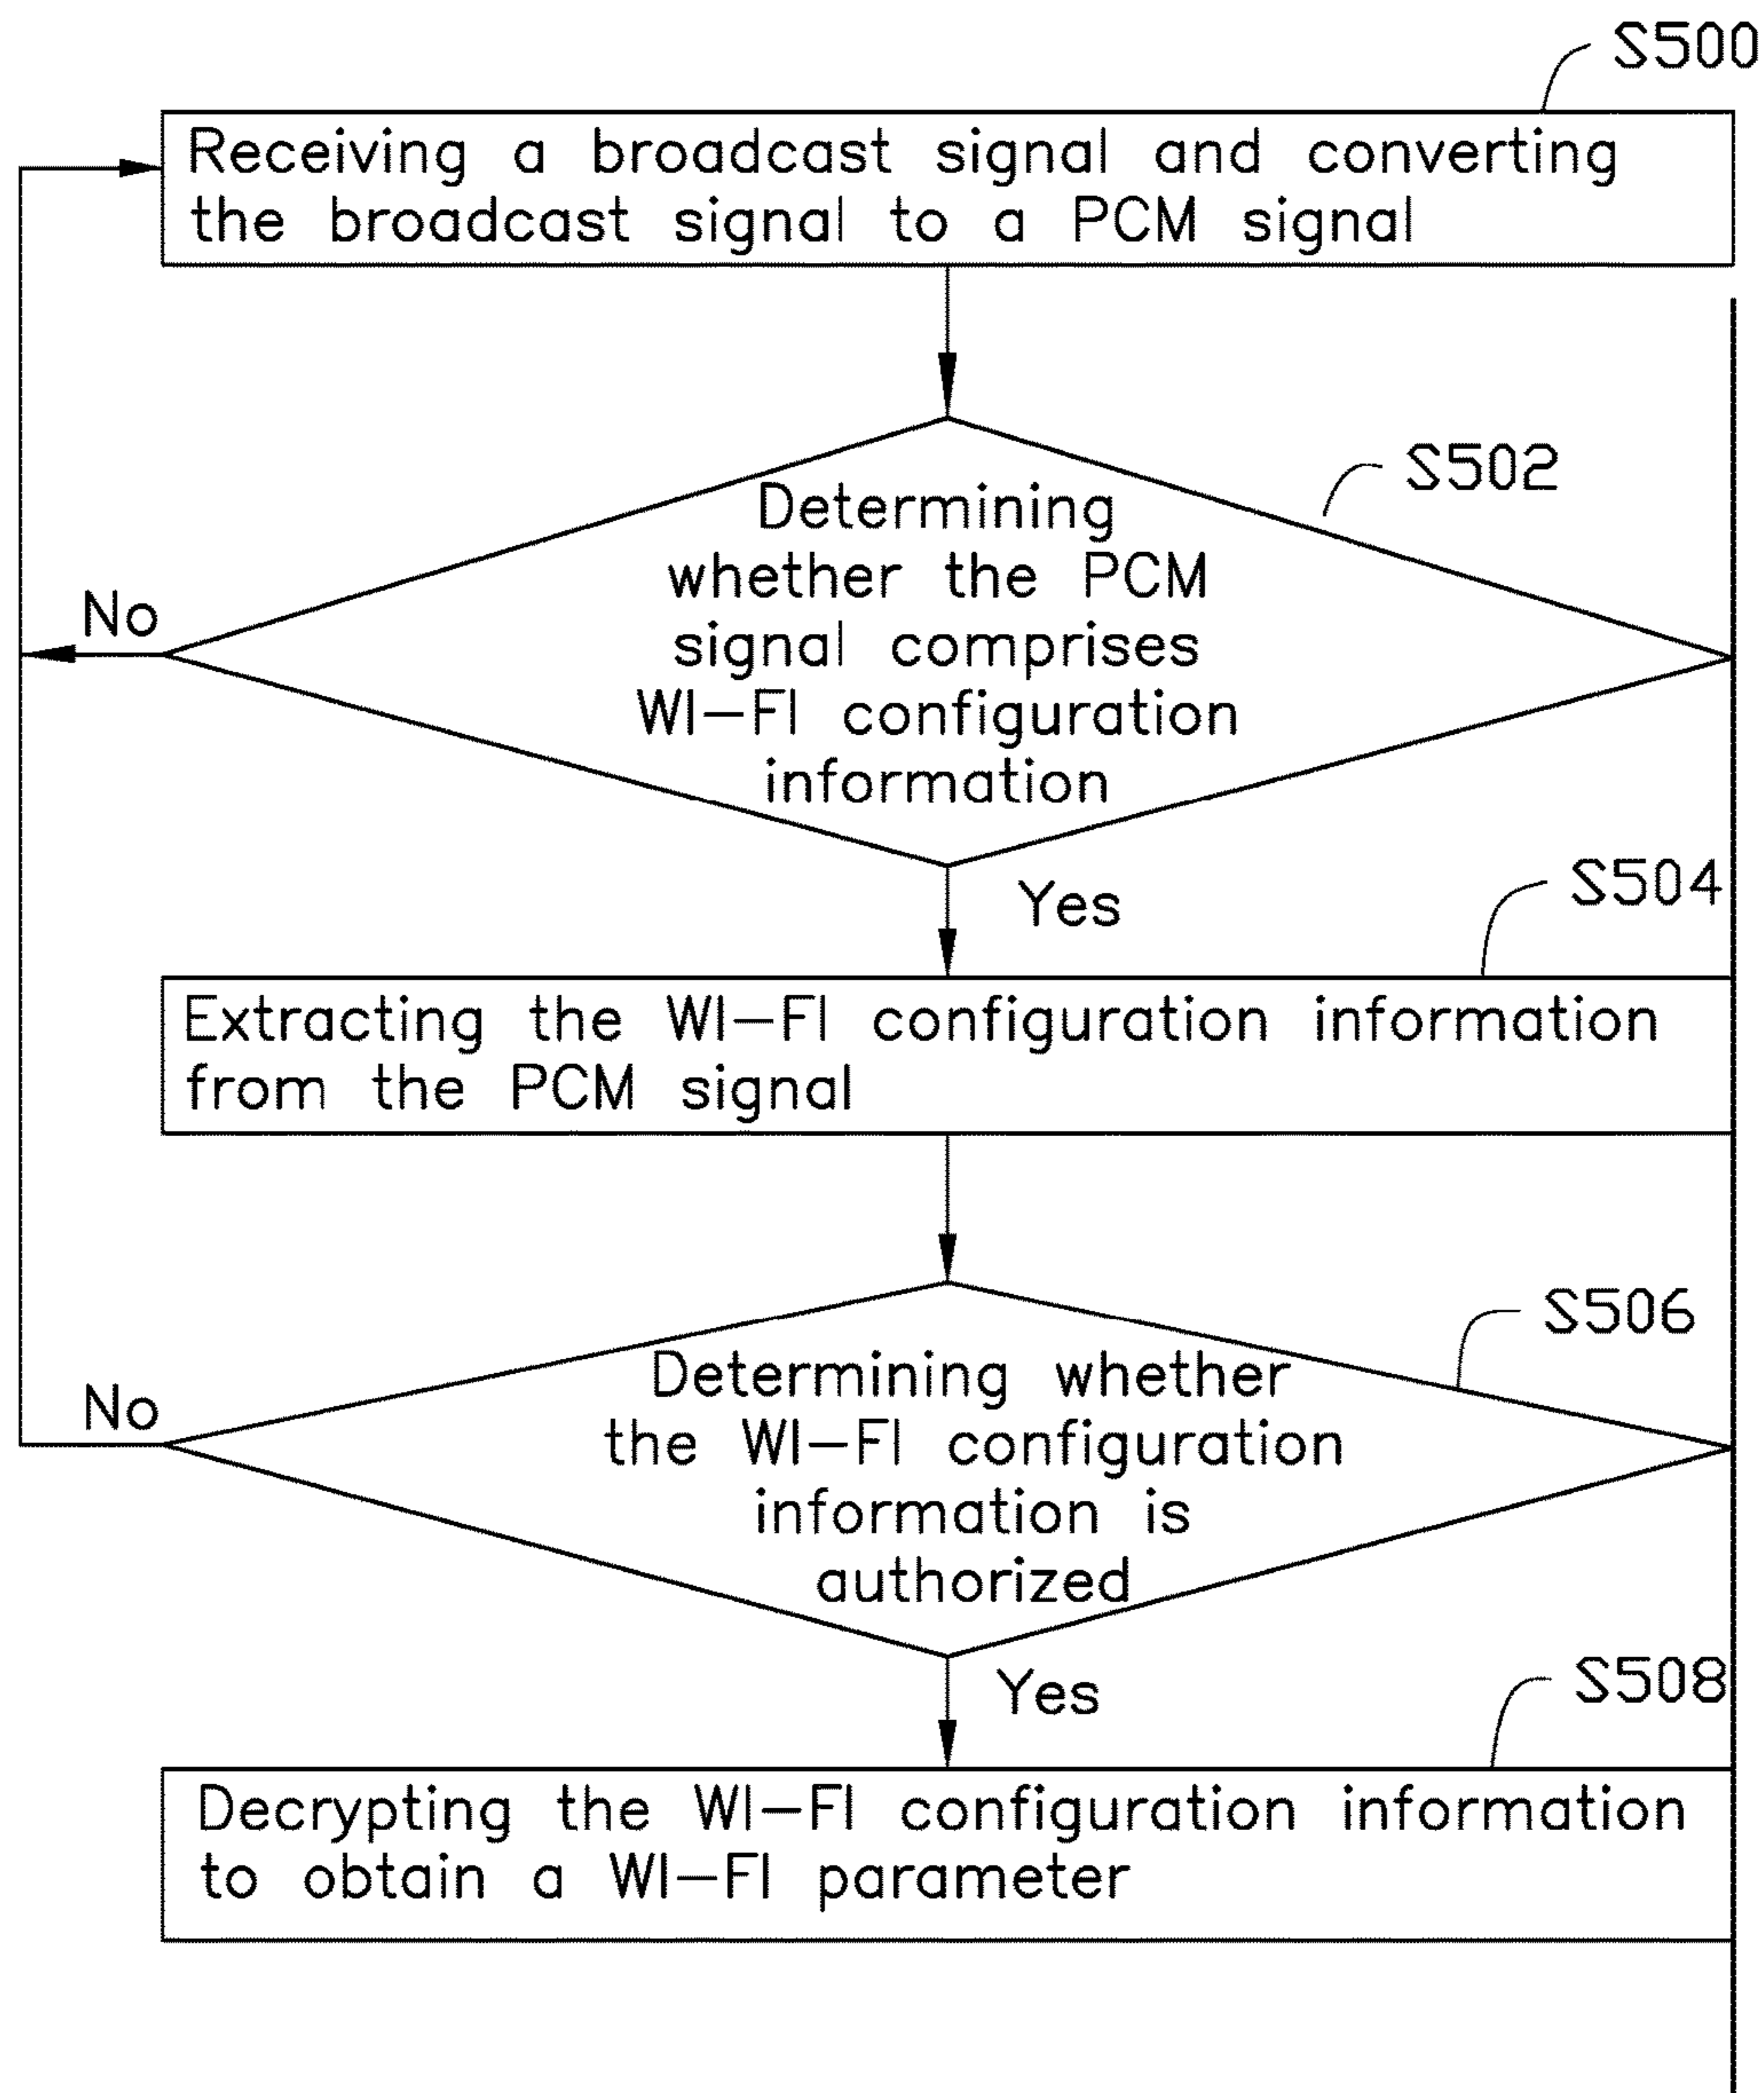 S500
Receiving a broadcast signal and converting
the broadcast signal to a PCM signal
S502
Determining
whether the PCM
signal comprises
WI-FI configuration
information
No
Yes
S504
Extracting the WI-FI configuration information
from the PCM signal
S506
Determining whether
the WI-FI configuration
information is
authorized
No
Yes
S508
Decrypting the WI-FI configuration information
to obtain a WI-FI parameter